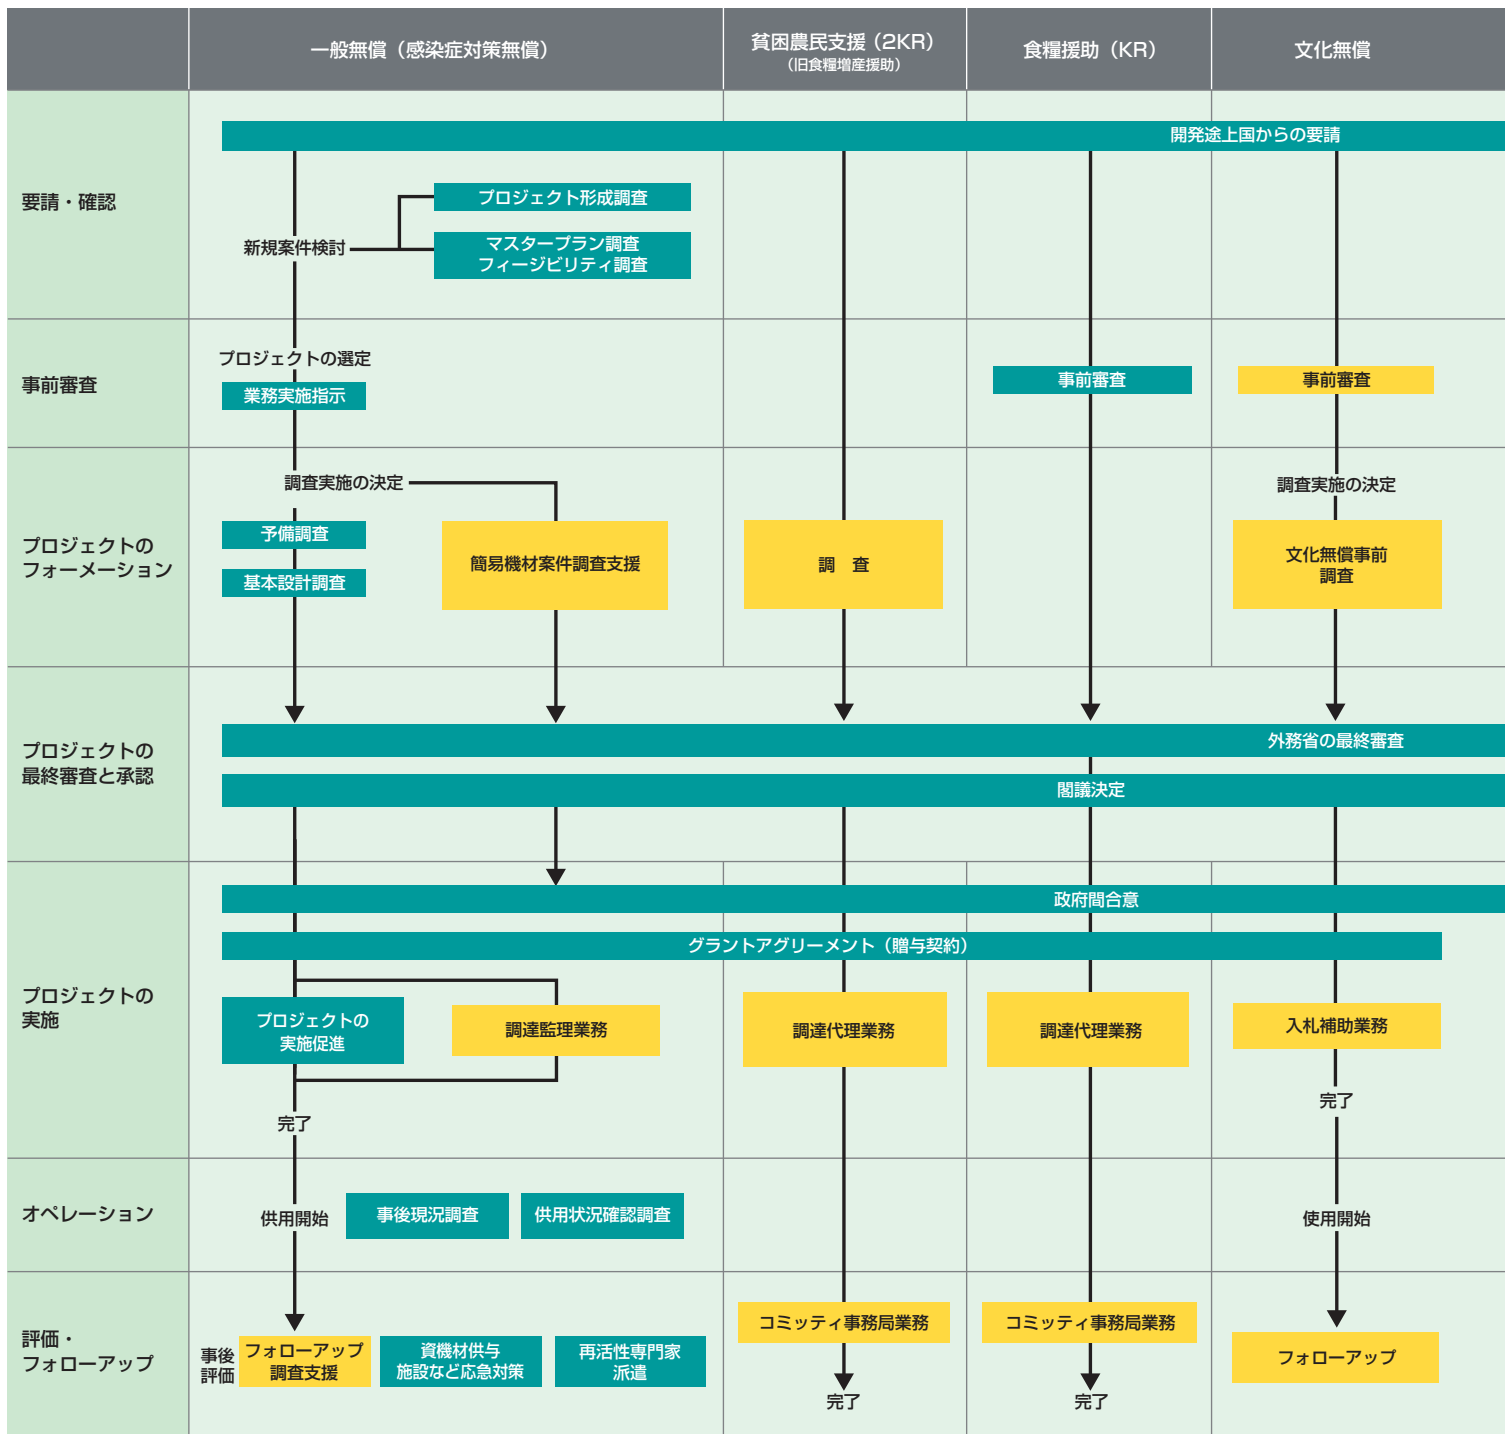 一般無償（感染症対策無償）
貧困農民支援（2KR）
（旧食糧増産援助）
食糧援助（KR）
文化無償
要請・確認
開発途上国からの要請
プロジェクト形成調査
新規案件検討
マスタープラン調査
フィージビリティ調査
事前審査
プロジェクトの選定
業務実施指示
事前審査
事前審査
プロジェクトの
フォーメーション
調査実施の決定
調査実施の決定
予備調査
基本設計調査
簡易機材案件調査支援
調　査
文化無償事前
調査
プロジェクトの
最終審査と承認
外務省の最終審査
閣議決定
プロジェクトの
実施
政府間合意
グラントアグリーメント（贈与契約）
プロジェクトの
実施促進
調達監理業務
調達代理業務
調達代理業務
入札補助業務
完了
完了
オペレーション
供用開始
事後現況調査
供用状況確認調査
使用開始
評価・
フォローアップ
事後
評価
フォローアップ
調査支援
資機材供与
施設など応急対策
再活性専門家
派遣
コミッティ事務局業務
コミッティ事務局業務
フォローアップ
完了
完了